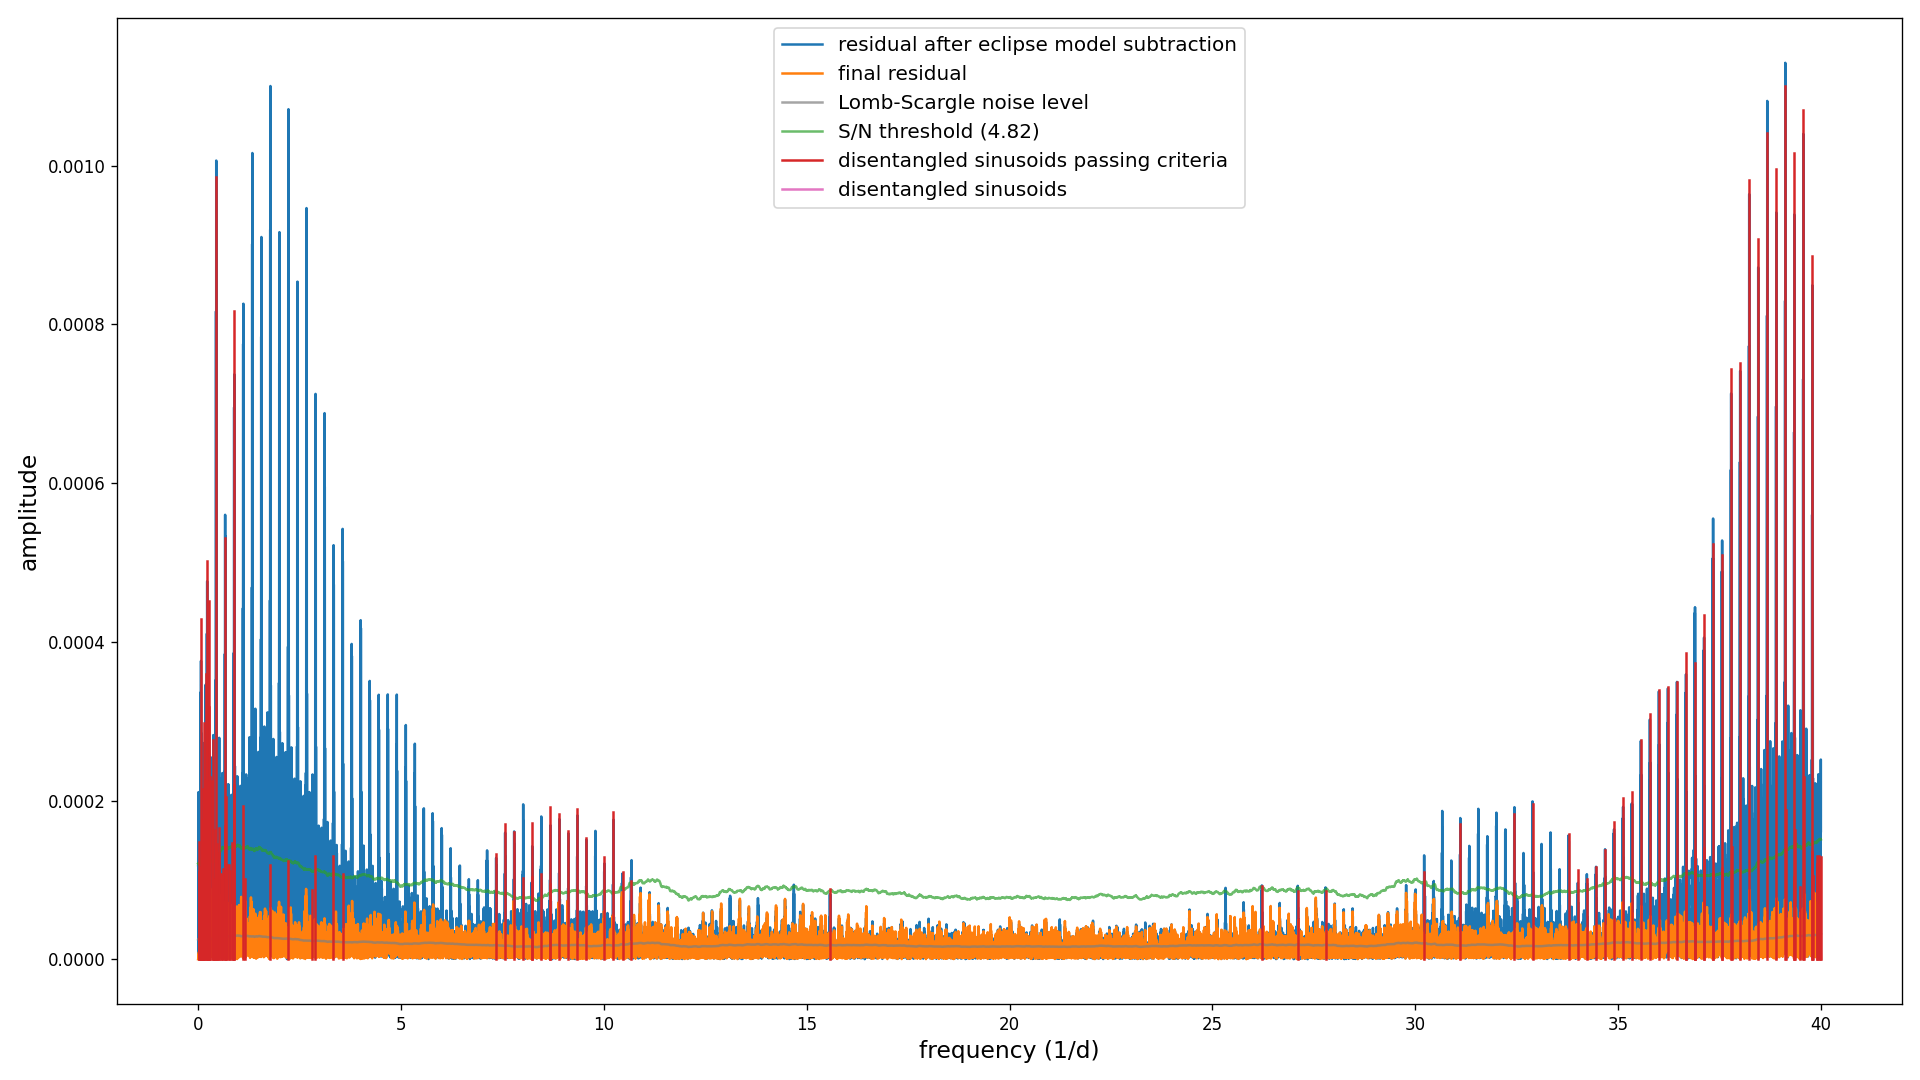 residual after eclipse model subtraction
final residual
Lomb-Scargle noise level
S/N threshold (4.82)
disentangled sinusoids passing criteria
disentangled sinusoids
0.0010
0.0008
0.0006
0.0004
0.0002
0.0000
amplitude
0 5 10 15 20 25 30 35 40
frequency (1/d)